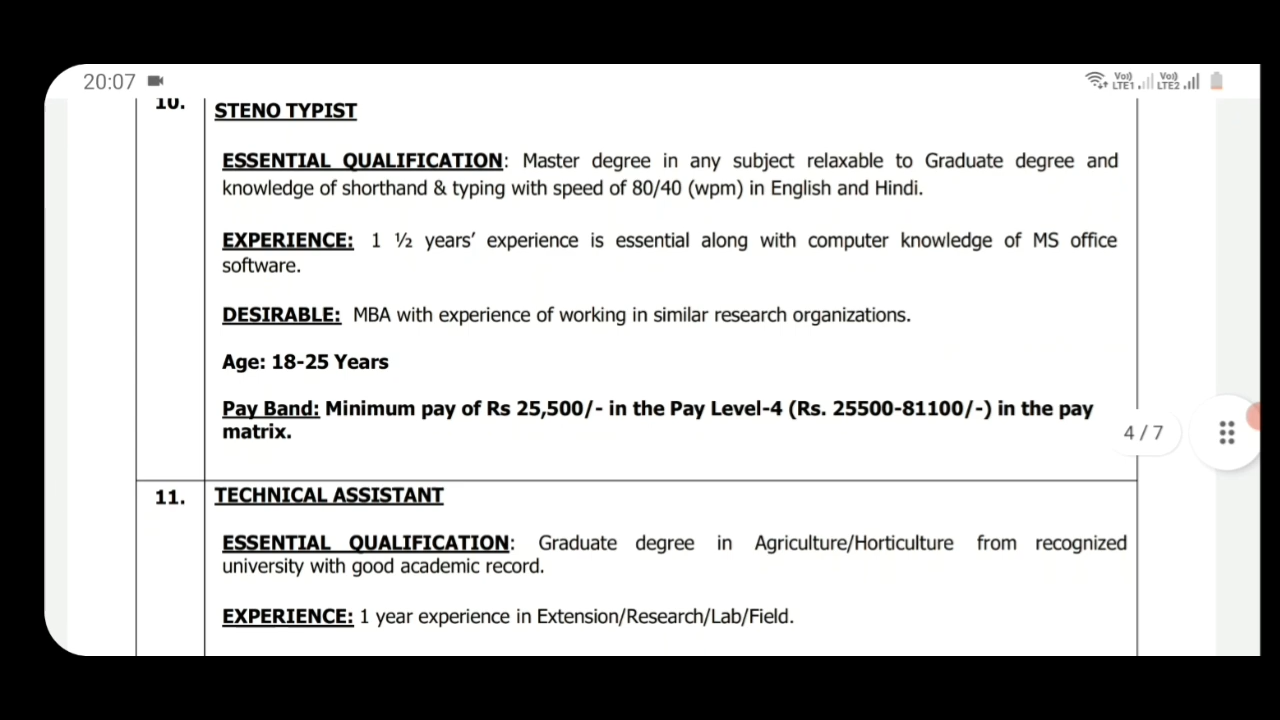 20:07
Vo) LTE1 Vo) LTE2
10.
STENO TYPIST
ESSENTIAL QUALIFICATION: Master degree in any subject relaxable to Graduate degree and
knowledge of shorthand & typing with speed of 80/40 (wpm) in English and Hindi.
EXPERIENCE: 1 ½ years' experience is essential along with computer knowledge of MS office
software.
DESIRABLE: MBA with experience of working in similar research organizations.
Age: 18-25 Years
Pay Band: Minimum pay of Rs 25,500/- in the Pay Level-4 (Rs. 25500-81100/-) in the pay
matrix.
4 / 7
11.
TECHNICAL ASSISTANT
ESSENTIAL QUALIFICATION: Graduate degree in Agriculture/Horticulture from recognized
university with good academic record.
EXPERIENCE: 1 year experience in Extension/Research/Lab/Field.